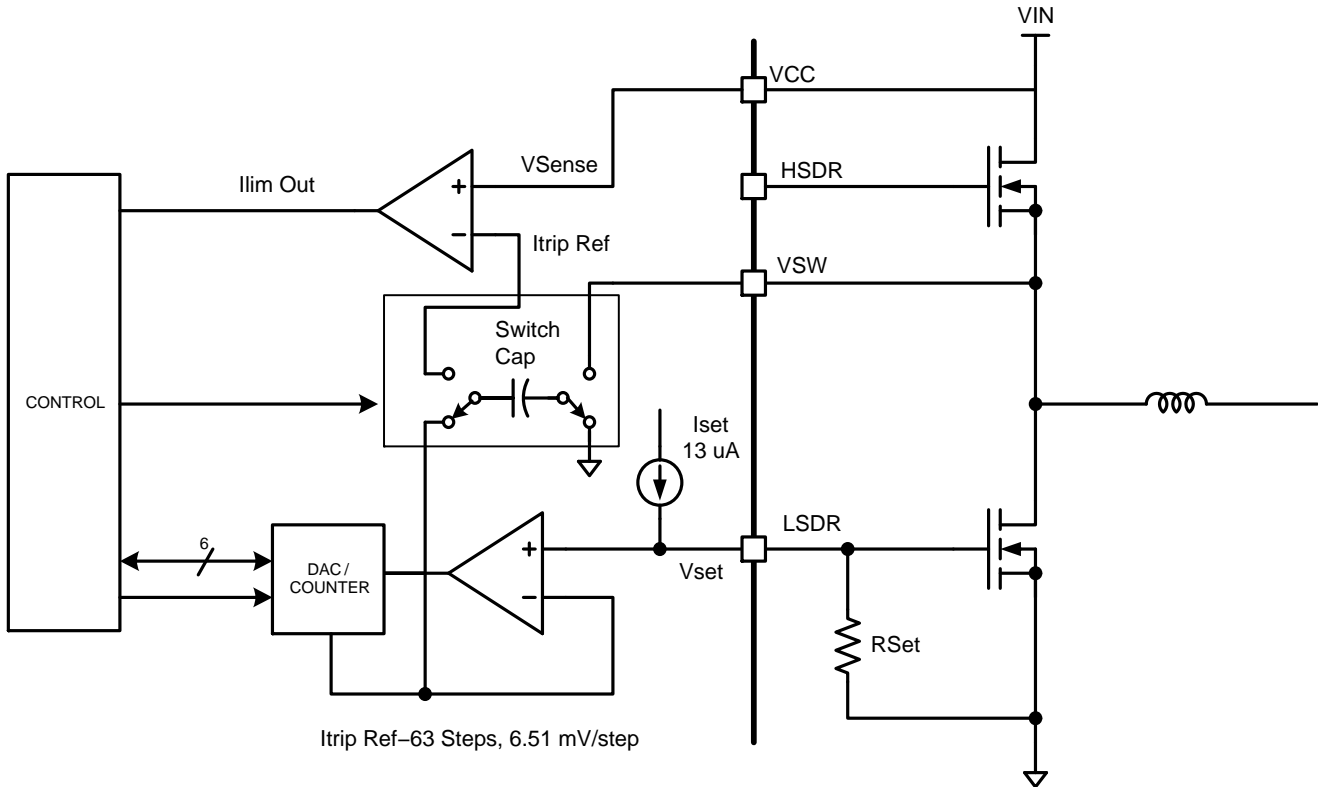 VIN
VCC
VSense
HSDR
Ilim Out
+
−
Itrip Ref
VSW
Switch
Cap
CONTROL
Iset
13 uA
LSDR
6
DAC /
COUNTER
+
−
Vset
RSet
Itrip Ref−63 Steps, 6.51 mV/step